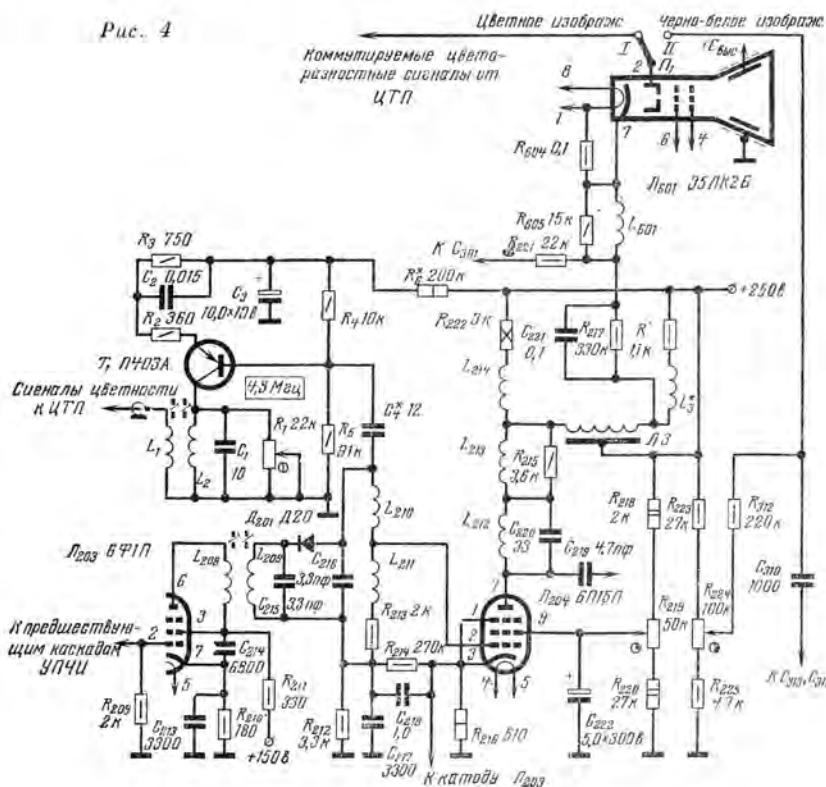 Рис. 4
Цветное изображ.
Черно-белое изображ.
I
II
+Eвыс
П1
Коммутируемые цвето-
разностные сигналы от
ЦТП
8
2
1
7
6
4
R604 0,1
Л601 35ЛК2Б
R605 15к
L601
К С301
22к
R3 750
C2 0,015
R2 360
C3
10,0×10в
R4 10к
200к
+250в
R222 3к
C221
0,1
R217
330к
R'
1,1к
T1 П403А
4,3 Мгц
Сигналы цветности
к ЦТП
C4* 12
L214
L3*
ЛЗ
L1
L2
C1
10
R1 22к
R5
91к
L213
R215
3,6к
R218
2к
R223
27к
R312
220к
L210
L212
C220
33
C219 4,7пф
C310
1000
Д201 Д20
Л203 6Ф1П
L208
L209
C216
L211
Л204 6П15П
6
3,3пф
C215
3,3пф
R213 2к
7
R219
50к
R224
100к
К предшествую-
щим каскадам
УПЧИ
2
3
7
5
C214
6800
R214 270к
1
2
3
9
4
5
К С313, С
R209
2к
C213
3300
R210
180
R211
330
+150в
R212
3,3к
C218
1,0
C217
3300
R216 510
C222
5,0×300в
R220
27к
R225
4,7к
К катоду Л203